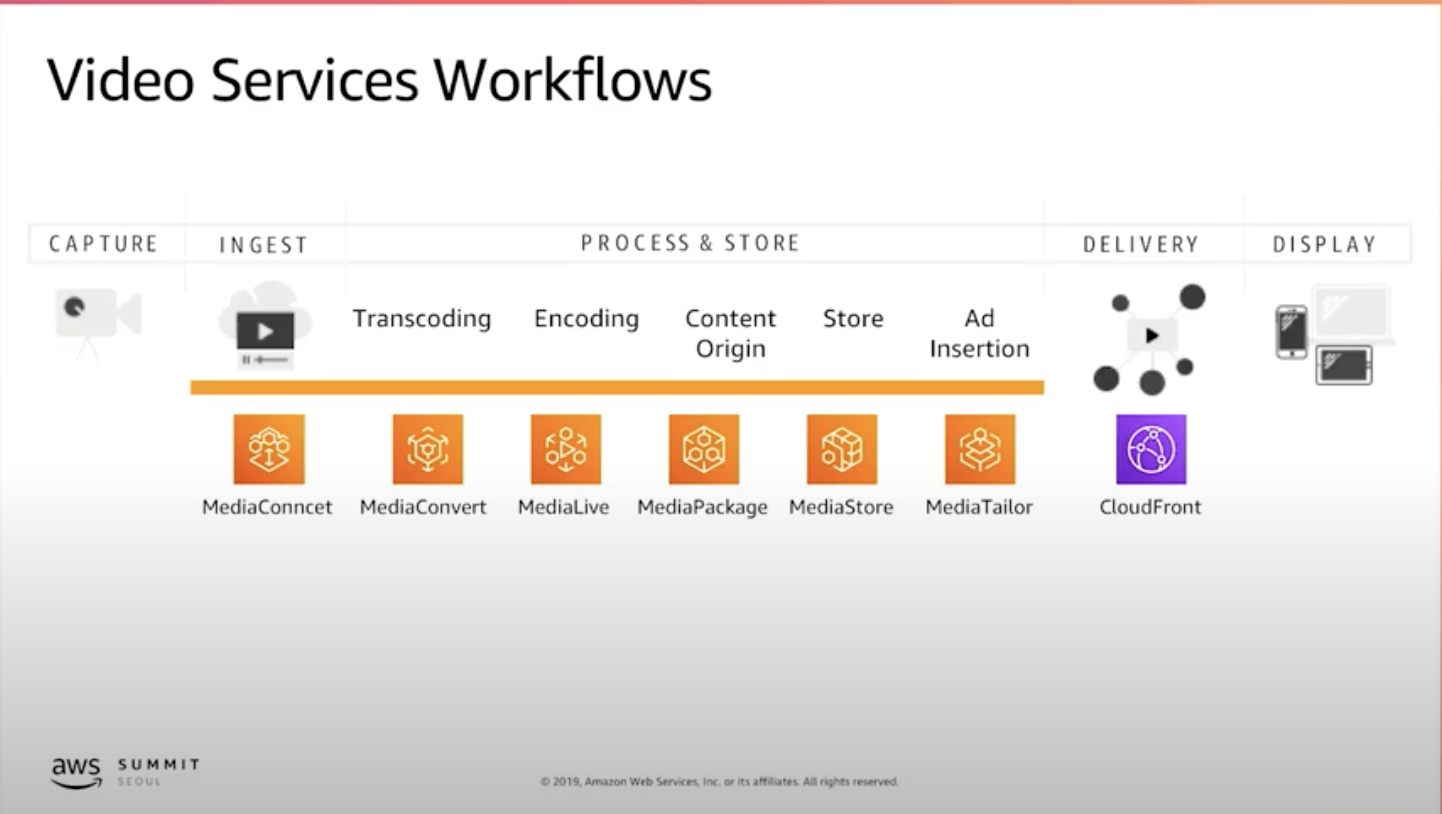 Video Services Workflows
CAPTURE
INGEST
PROCESS & STORE
DELIVERY
DISPLAY
Transcoding
Encoding
Content
Origin
Store
Ad
Insertion
MediaConncet
MediaConvert
MediaLive
MediaPackage
MediaStore
MediaTailor
CloudFront
aws
SUMMIT
SEOUL
© 2019, Amazon Web Services, Inc. or its affiliates. All rights reserved.